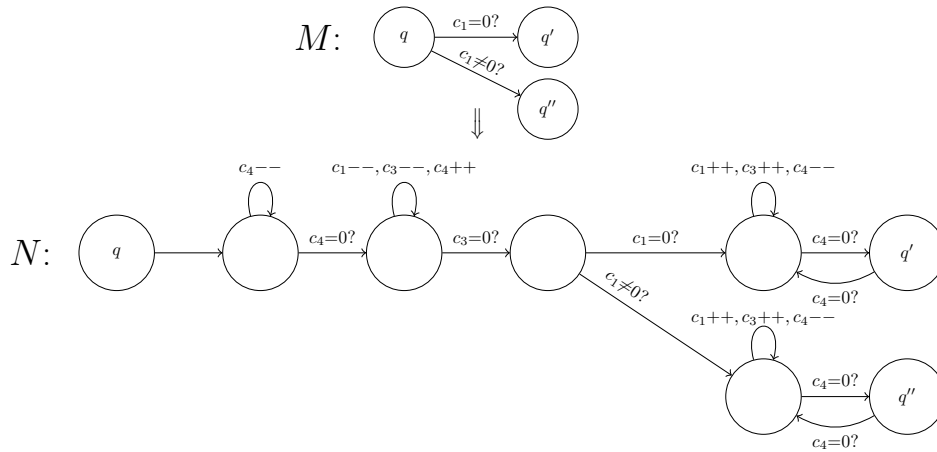 M:
q
c₁=0?
q′
c₁≠0?
q″
⇓
c₄−−
c₁−−, c₃−−, c₄++
c₁++, c₃++, c₄−−
N:
q
c₄=0?
c₃=0?
c₁=0?
c₄=0?
q′
c₄=0?
c₁≠0?
c₁++, c₃++, c₄−−
c₄=0?
q″
c₄=0?